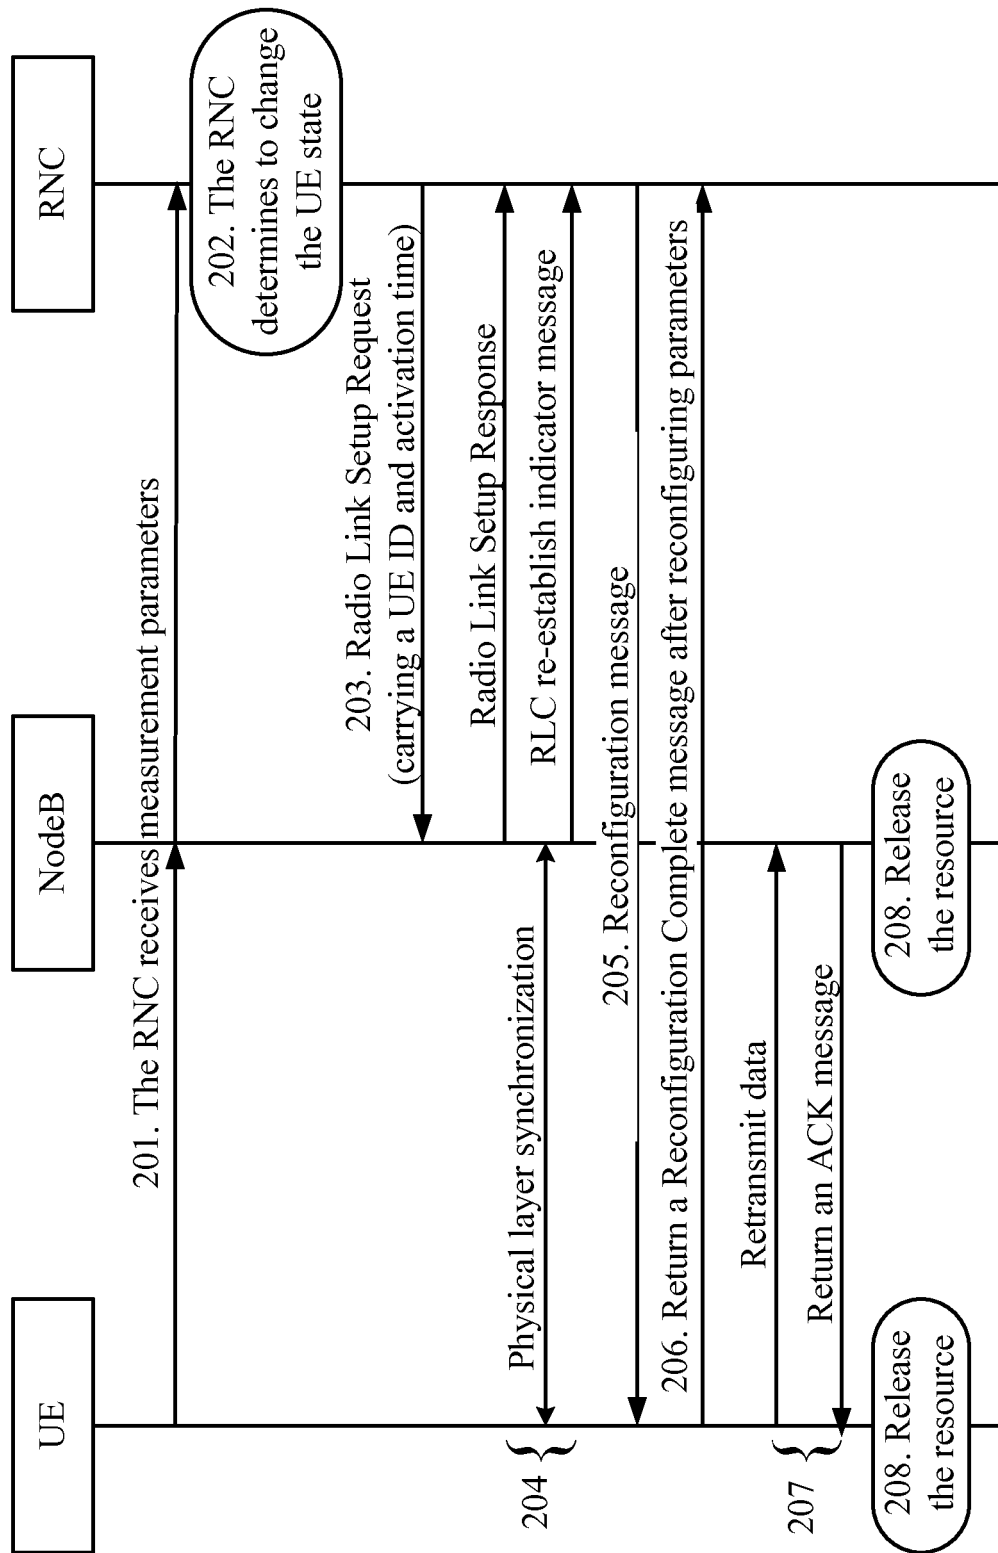 UE
NodeB
RNC
201. The RNC receives measurement parameters
202. The RNC
determines to change
the UE state
203. Radio Link Setup Request
(carrying a UE ID and activation time)
Radio Link Setup Response
204
Physical layer synchronization
RLC re-establish indicator message
205. Reconfiguration message
206. Return a Reconfiguration Complete message after reconfiguring parameters
207
Retransmit data
Return an ACK message
208. Release
the resource
208. Release
the resource